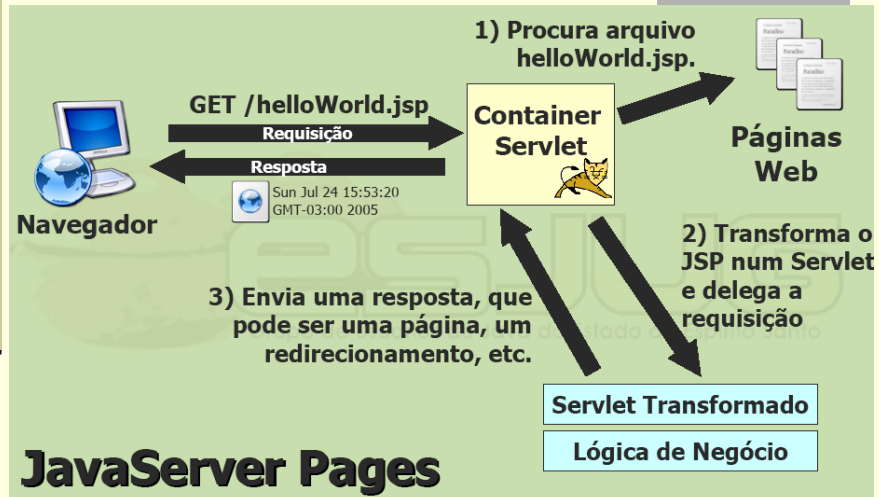 1) Procura arquivo
helloWorld.jsp.
GET /helloWorld.jsp
Requisição
Resposta
Sun Jul 24 15:53:20
GMT-03:00 2005
Navegador
Container
Servlet
Páginas
Web
2) Transforma o
JSP num Servlet
e delega a
requisição
3) Envia uma resposta, que
pode ser uma página, um
redirecionamento, etc.
ESJUG
Servlet Transformado
Lógica de Negócio
JavaServer Pages